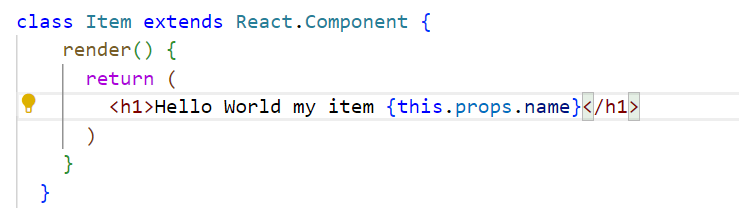 class Item extends React.Component {
render() {
return (
<h1>Hello World my item {this.props.name}</h1>
)
}
}